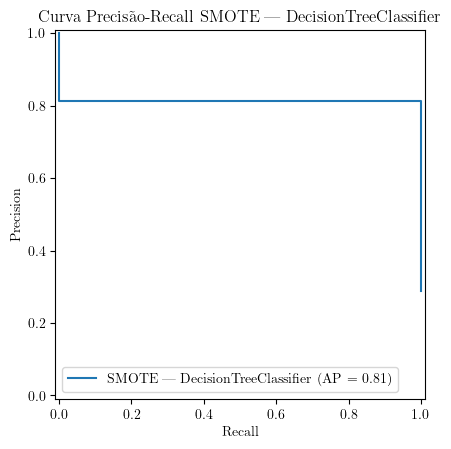 Curva Precisão-Recall SMOTE — DecisionTreeClassifier
1.0
0.8
0.6
0.4
0.2
0.0
Precision
SMOTE — DecisionTreeClassifier (AP = 0.81)
0.0 0.2 0.4 0.6 0.8 1.0
Recall